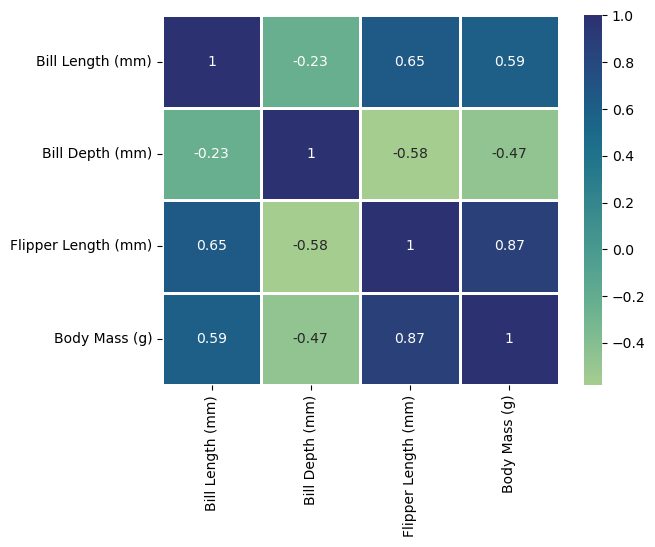 Bill Length (mm) 1 -0.23 0.65 0.59
Bill Depth (mm) -0.23 1 -0.58 -0.47
Flipper Length (mm) 0.65 -0.58 1 0.87
Body Mass (g) 0.59 -0.47 0.87 1
Bill Length (mm)
Bill Depth (mm)
Flipper Length (mm)
Body Mass (g)
1.0
0.8
0.6
0.4
0.2
0.0
−0.2
−0.4